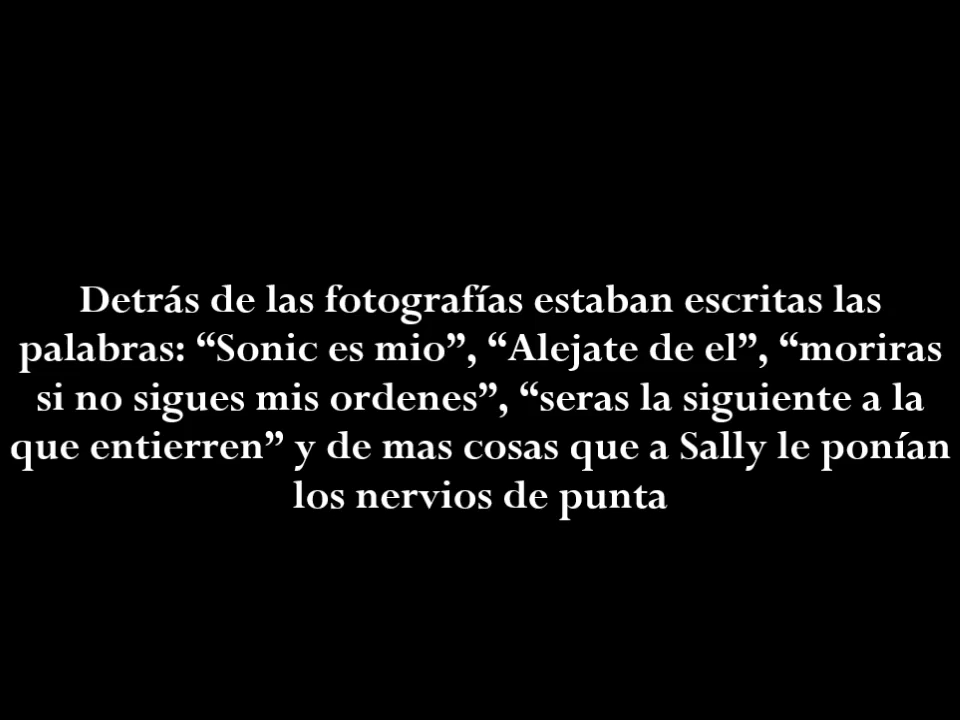 Detrás de las fotografías estaban escritas las
palabras: “Sonic es mio”, “Alejate de el”, “moriras
si no sigues mis ordenes”, “seras la siguiente a la
que entierren” y de mas cosas que a Sally le ponían
los nervios de punta